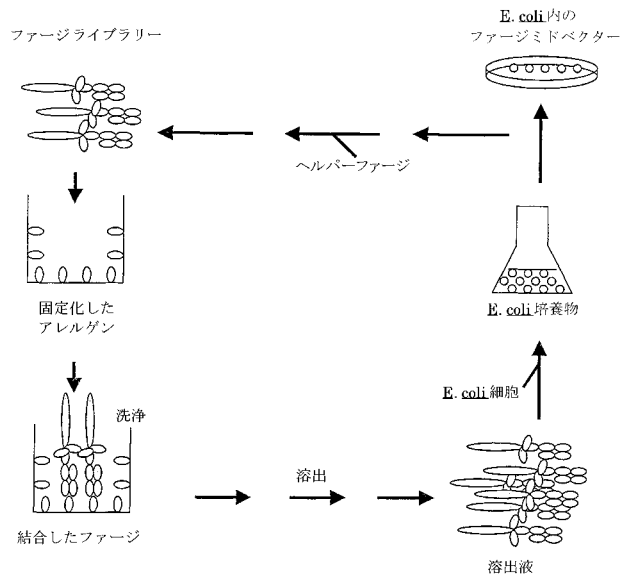 E. coli内の
ファージミドベクター
ファージライブラリー
ヘルパーファージ
固定化した
アレルゲン
E. coli培養物
E. coli細胞
洗浄
溶出
結合したファージ
溶出液